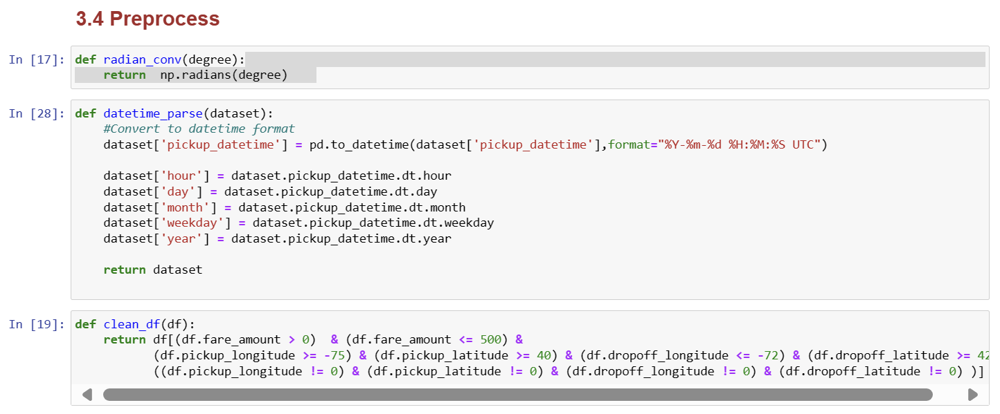 3.4 Preprocess
In [17]: def radian_conv(degree):
    return  np.radians(degree)
In [28]: def datetime_parse(dataset):
    #Convert to datetime format
    dataset['pickup_datetime'] = pd.to_datetime(dataset['pickup_datetime'],format="%Y-%m-%d %H:%M:%S UTC")
    dataset['hour'] = dataset.pickup_datetime.dt.hour
    dataset['day'] = dataset.pickup_datetime.dt.day
    dataset['month'] = dataset.pickup_datetime.dt.month
    dataset['weekday'] = dataset.pickup_datetime.dt.weekday
    dataset['year'] = dataset.pickup_datetime.dt.year
    return dataset
In [19]: def clean_df(df):
    return df[(df.fare_amount > 0)  & (df.fare_amount <= 500) &
           (df.pickup_longitude >= -75) & (df.pickup_latitude >= 40) & (df.dropoff_longitude <= -72) & (df.dropoff_latitude >= 42
           ((df.pickup_longitude != 0) & (df.pickup_latitude != 0) & (df.dropoff_longitude != 0) & (df.dropoff_latitude != 0) )]